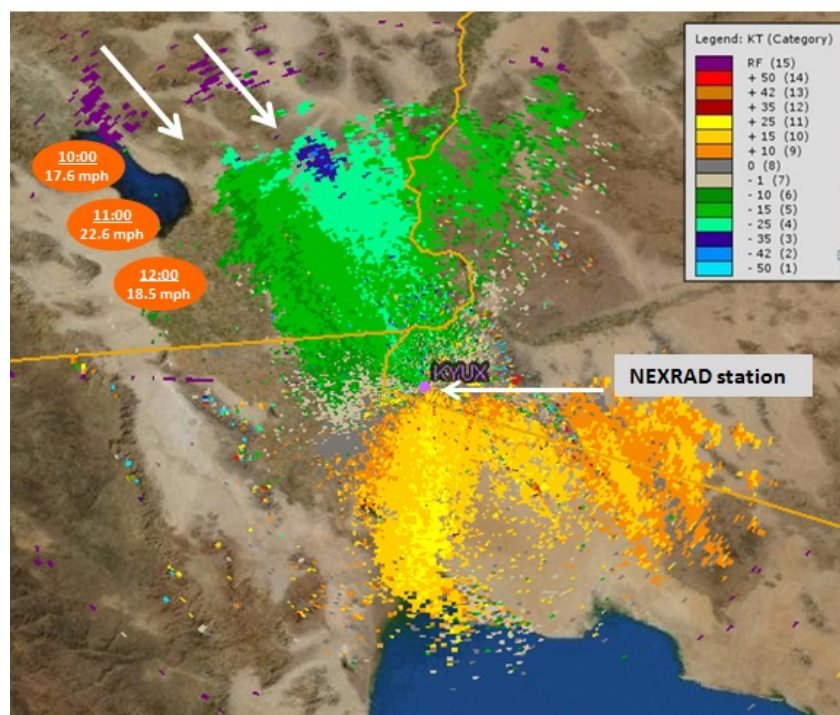 Legend: KT (Category)
RF (15)
+ 50 (14)
+ 42 (13)
+ 35 (12)
+ 25 (11)
+ 15 (10)
+ 10 (9)
0 (8)
- 1 (7)
- 10 (6)
- 15 (5)
- 25 (4)
- 35 (3)
- 42 (2)
- 50 (1)
10:00
17.6 mph
11:00
22.6 mph
12:00
18.5 mph
KYUX
NEXRAD station